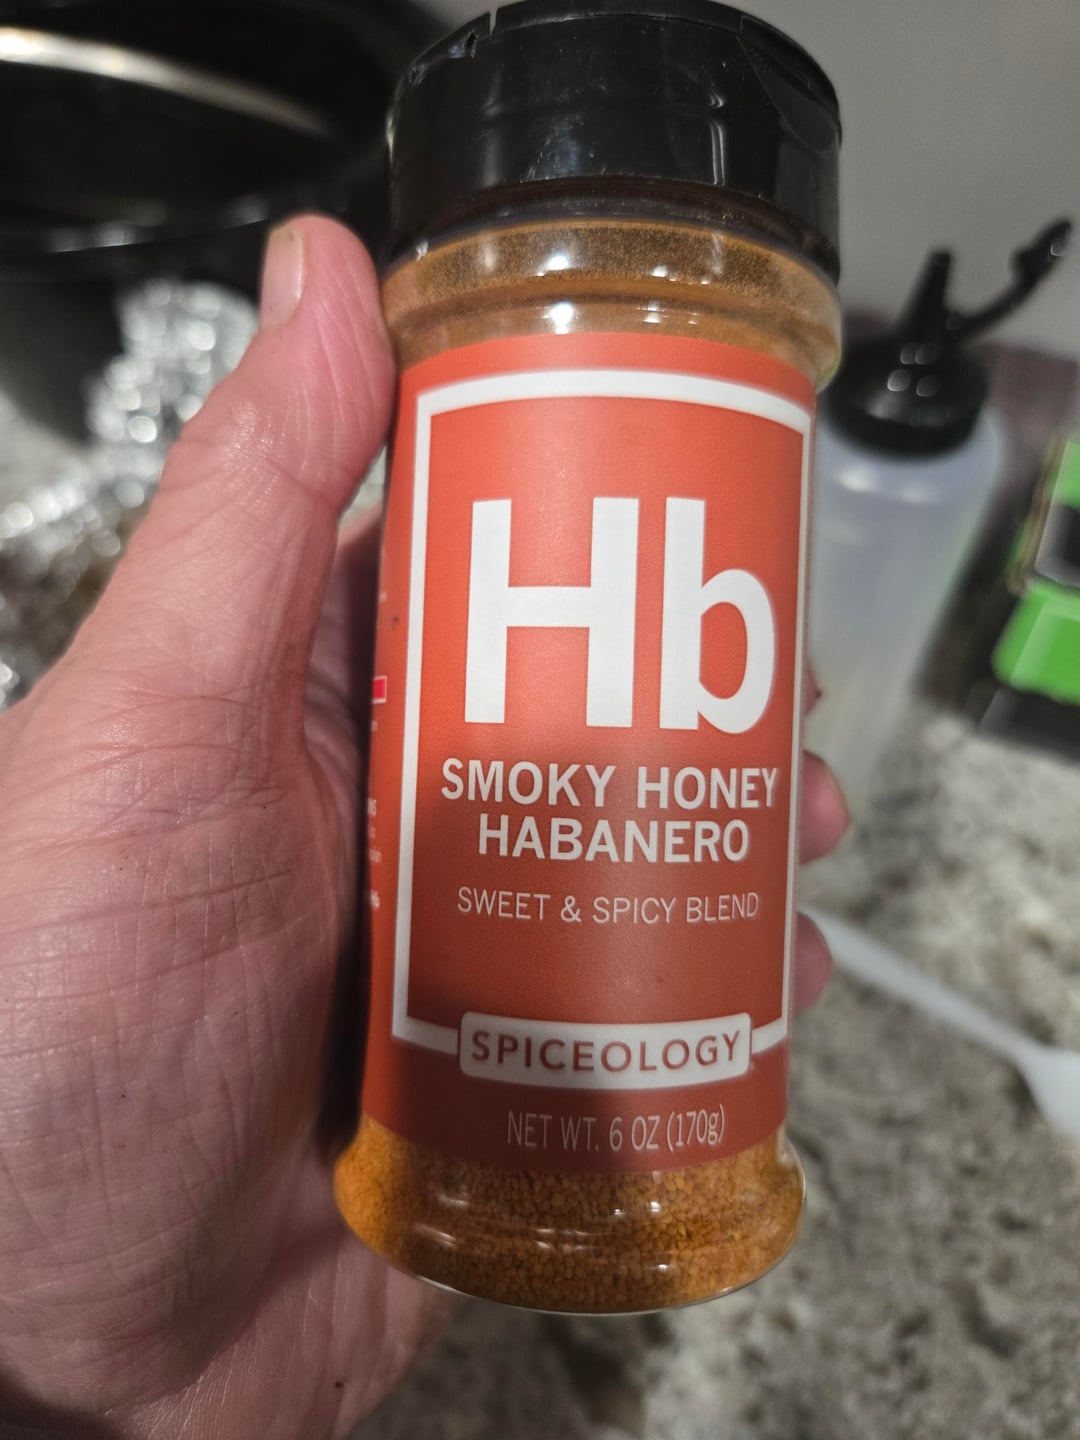 Hb
SMOKY HONEY
HABANERO
SWEET & SPICY BLEND
SPICEOLOGY
NET WT. 6 OZ (170g)